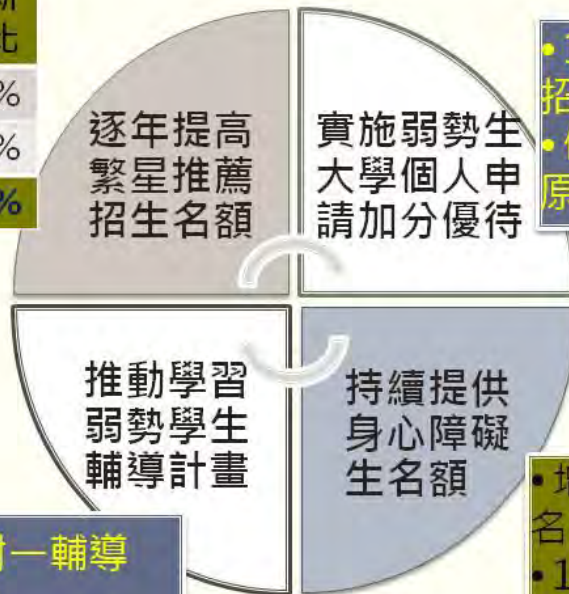 比
%
%
%
逐年提高
繁星推薦
招生名額
實施弱勢生
大學個人申
請加分優待
招
原
推動學習
弱勢學生
輔導計畫
持續提供
身心障礙
生名額
一輔導
名
• 1